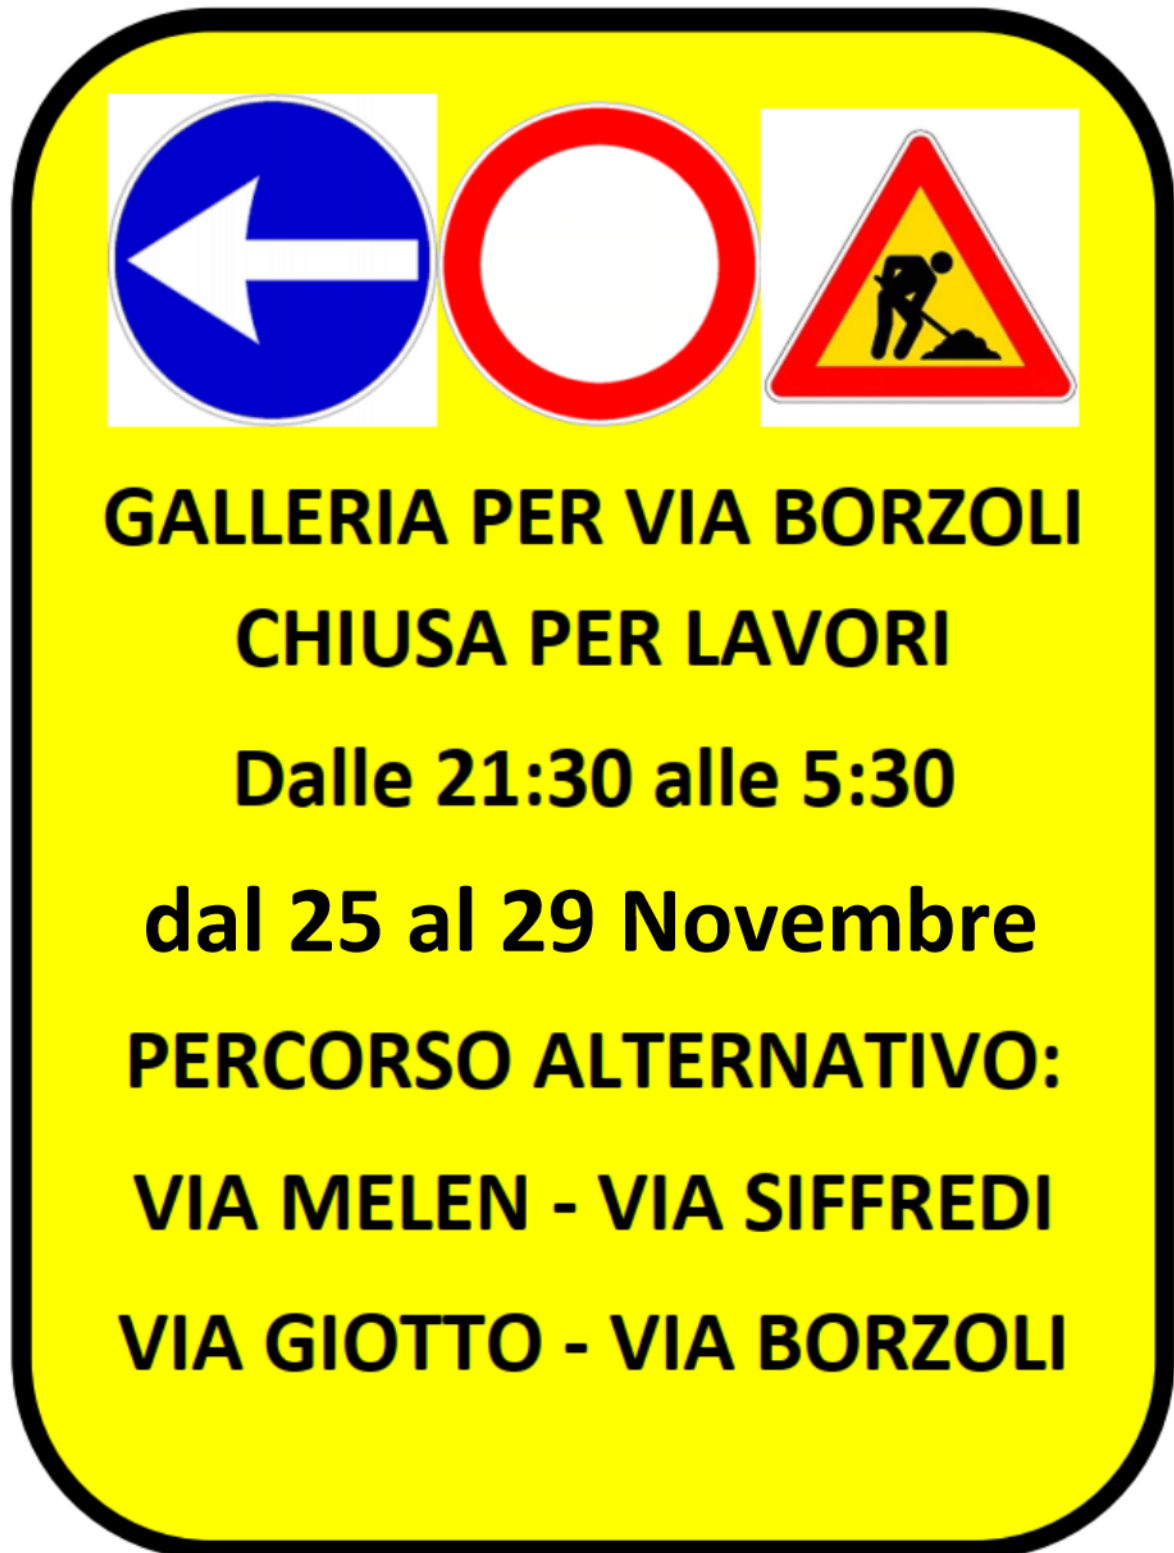 GALLERIA PER VIA BORZOLI
CHIUSA PER LAVORI
Dalle 21:30 alle 5:30
dal 25 al 29 Novembre
PERCORSO ALTERNATIVO:
VIA MELEN - VIA SIFFREDI
VIA GIOTTO - VIA BORZOLI